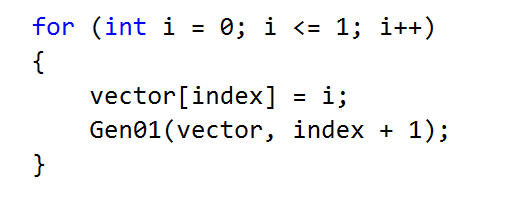 for (int i = 0; i <= 1; i++)
{
    vector[index] = i;
    Gen01(vector, index + 1);
}